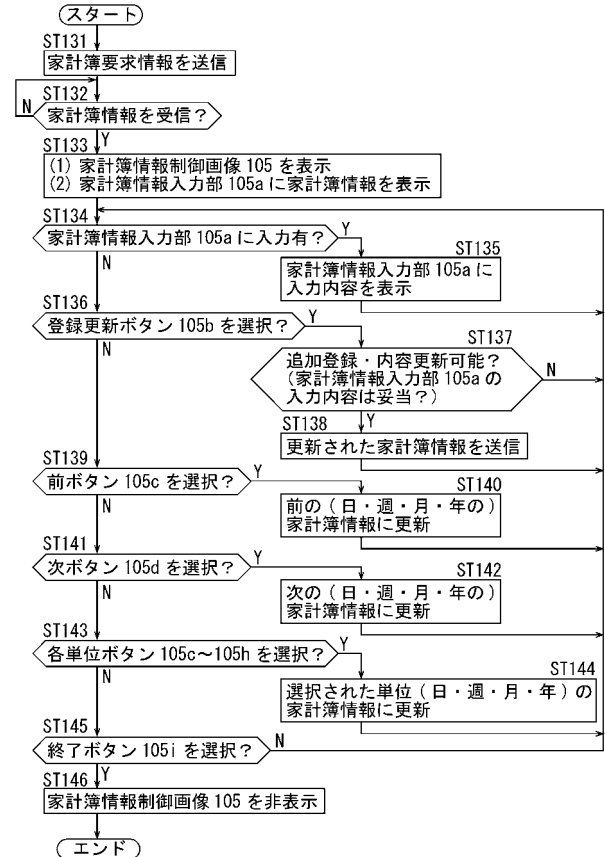 スタート
ST131
家計簿要求情報を送信
ST132
N
家計簿情報を受信?
Y
ST133
(1) 家計簿情報制御画像 105 を表示
(2) 家計簿情報入力部 105a に家計簿情報を表示
ST134
家計簿情報入力部 105a に入力有?
Y
N
ST135
家計簿情報入力部 105a に
入力内容を表示
ST136
登録更新ボタン 105b を選択?
Y
N
ST137
追加登録・内容更新可能?
(家計簿情報入力部 105a の
入力内容は妥当?)
N
Y
ST138
更新された家計簿情報を送信
ST139
前ボタン 105c を選択?
Y
N
ST140
前の(日・週・月・年の)
家計簿情報に更新
ST141
次ボタン 105d を選択?
Y
N
ST142
次の(日・週・月・年の)
家計簿情報に更新
ST143
各単位ボタン 105c~105h を選択?
Y
N
ST144
選択された単位(日・週・月・年)の
家計簿情報に更新
ST145
終了ボタン 105i を選択?
N
Y
ST146
家計簿情報制御画像 105 を非表示
エンド